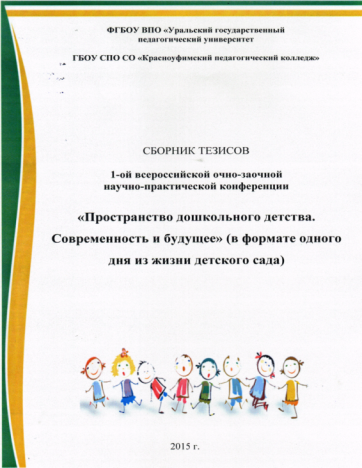 ФГБОУ ВПО «Уральский государственный
педагогический университет
ГБОУ СПО СО «Красноуфимский педагогический колледж»
СБОРНИК ТЕЗИСОВ
1-ой всероссийской очно-заочной
научно-практической конференции
«Пространство дошкольного детства.
Современность и будущее» (в формате одного
дня из жизни детского сада)
2015 г.